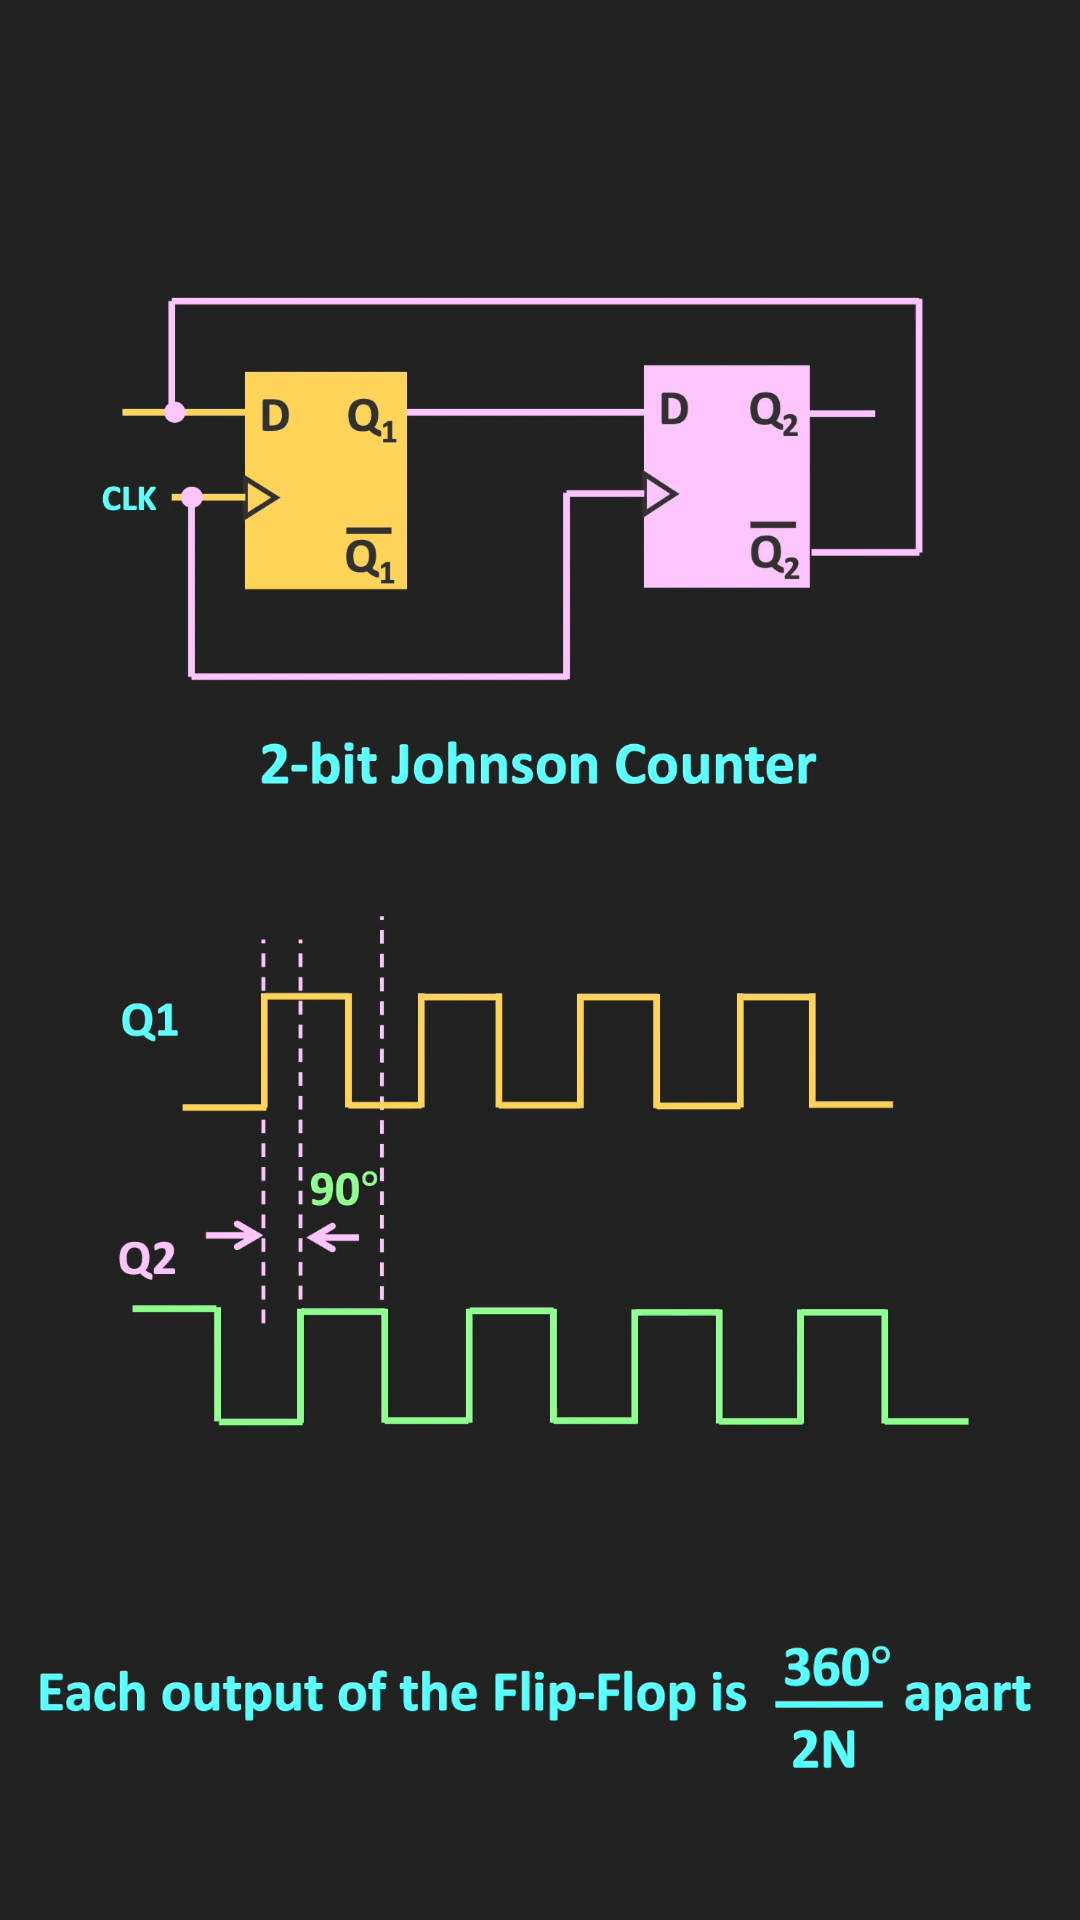 D Q₁ D Q₂
CLK
Q̅₁ Q̅₂
2-bit Johnson Counter
Q1
90°
Q2
Each output of the Flip-Flop is 360°/2N apart